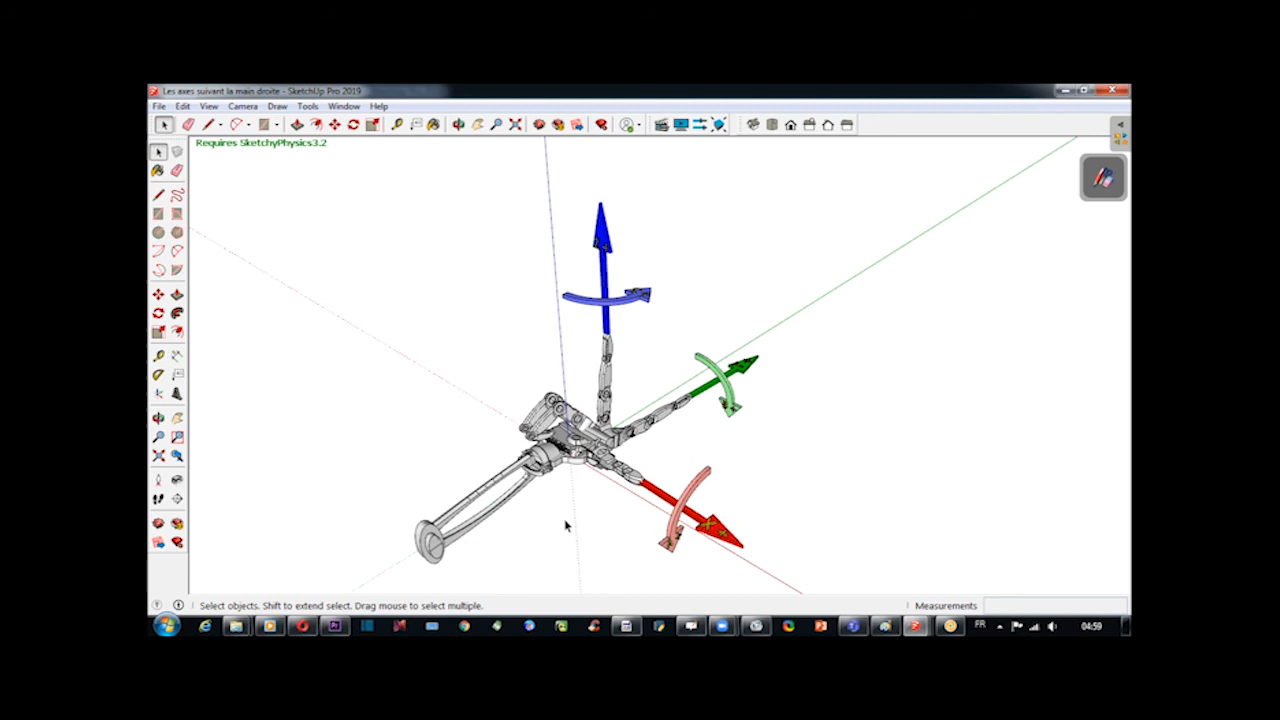 Les axes suivant la main droite - SketchUp Pro 2019
File Edit View Camera Draw Tools Window Help
Requires SketchyPhysics3.2
Select objects. Shift to extend select. Drag mouse to select multiple.
Measurements
FR
04:59